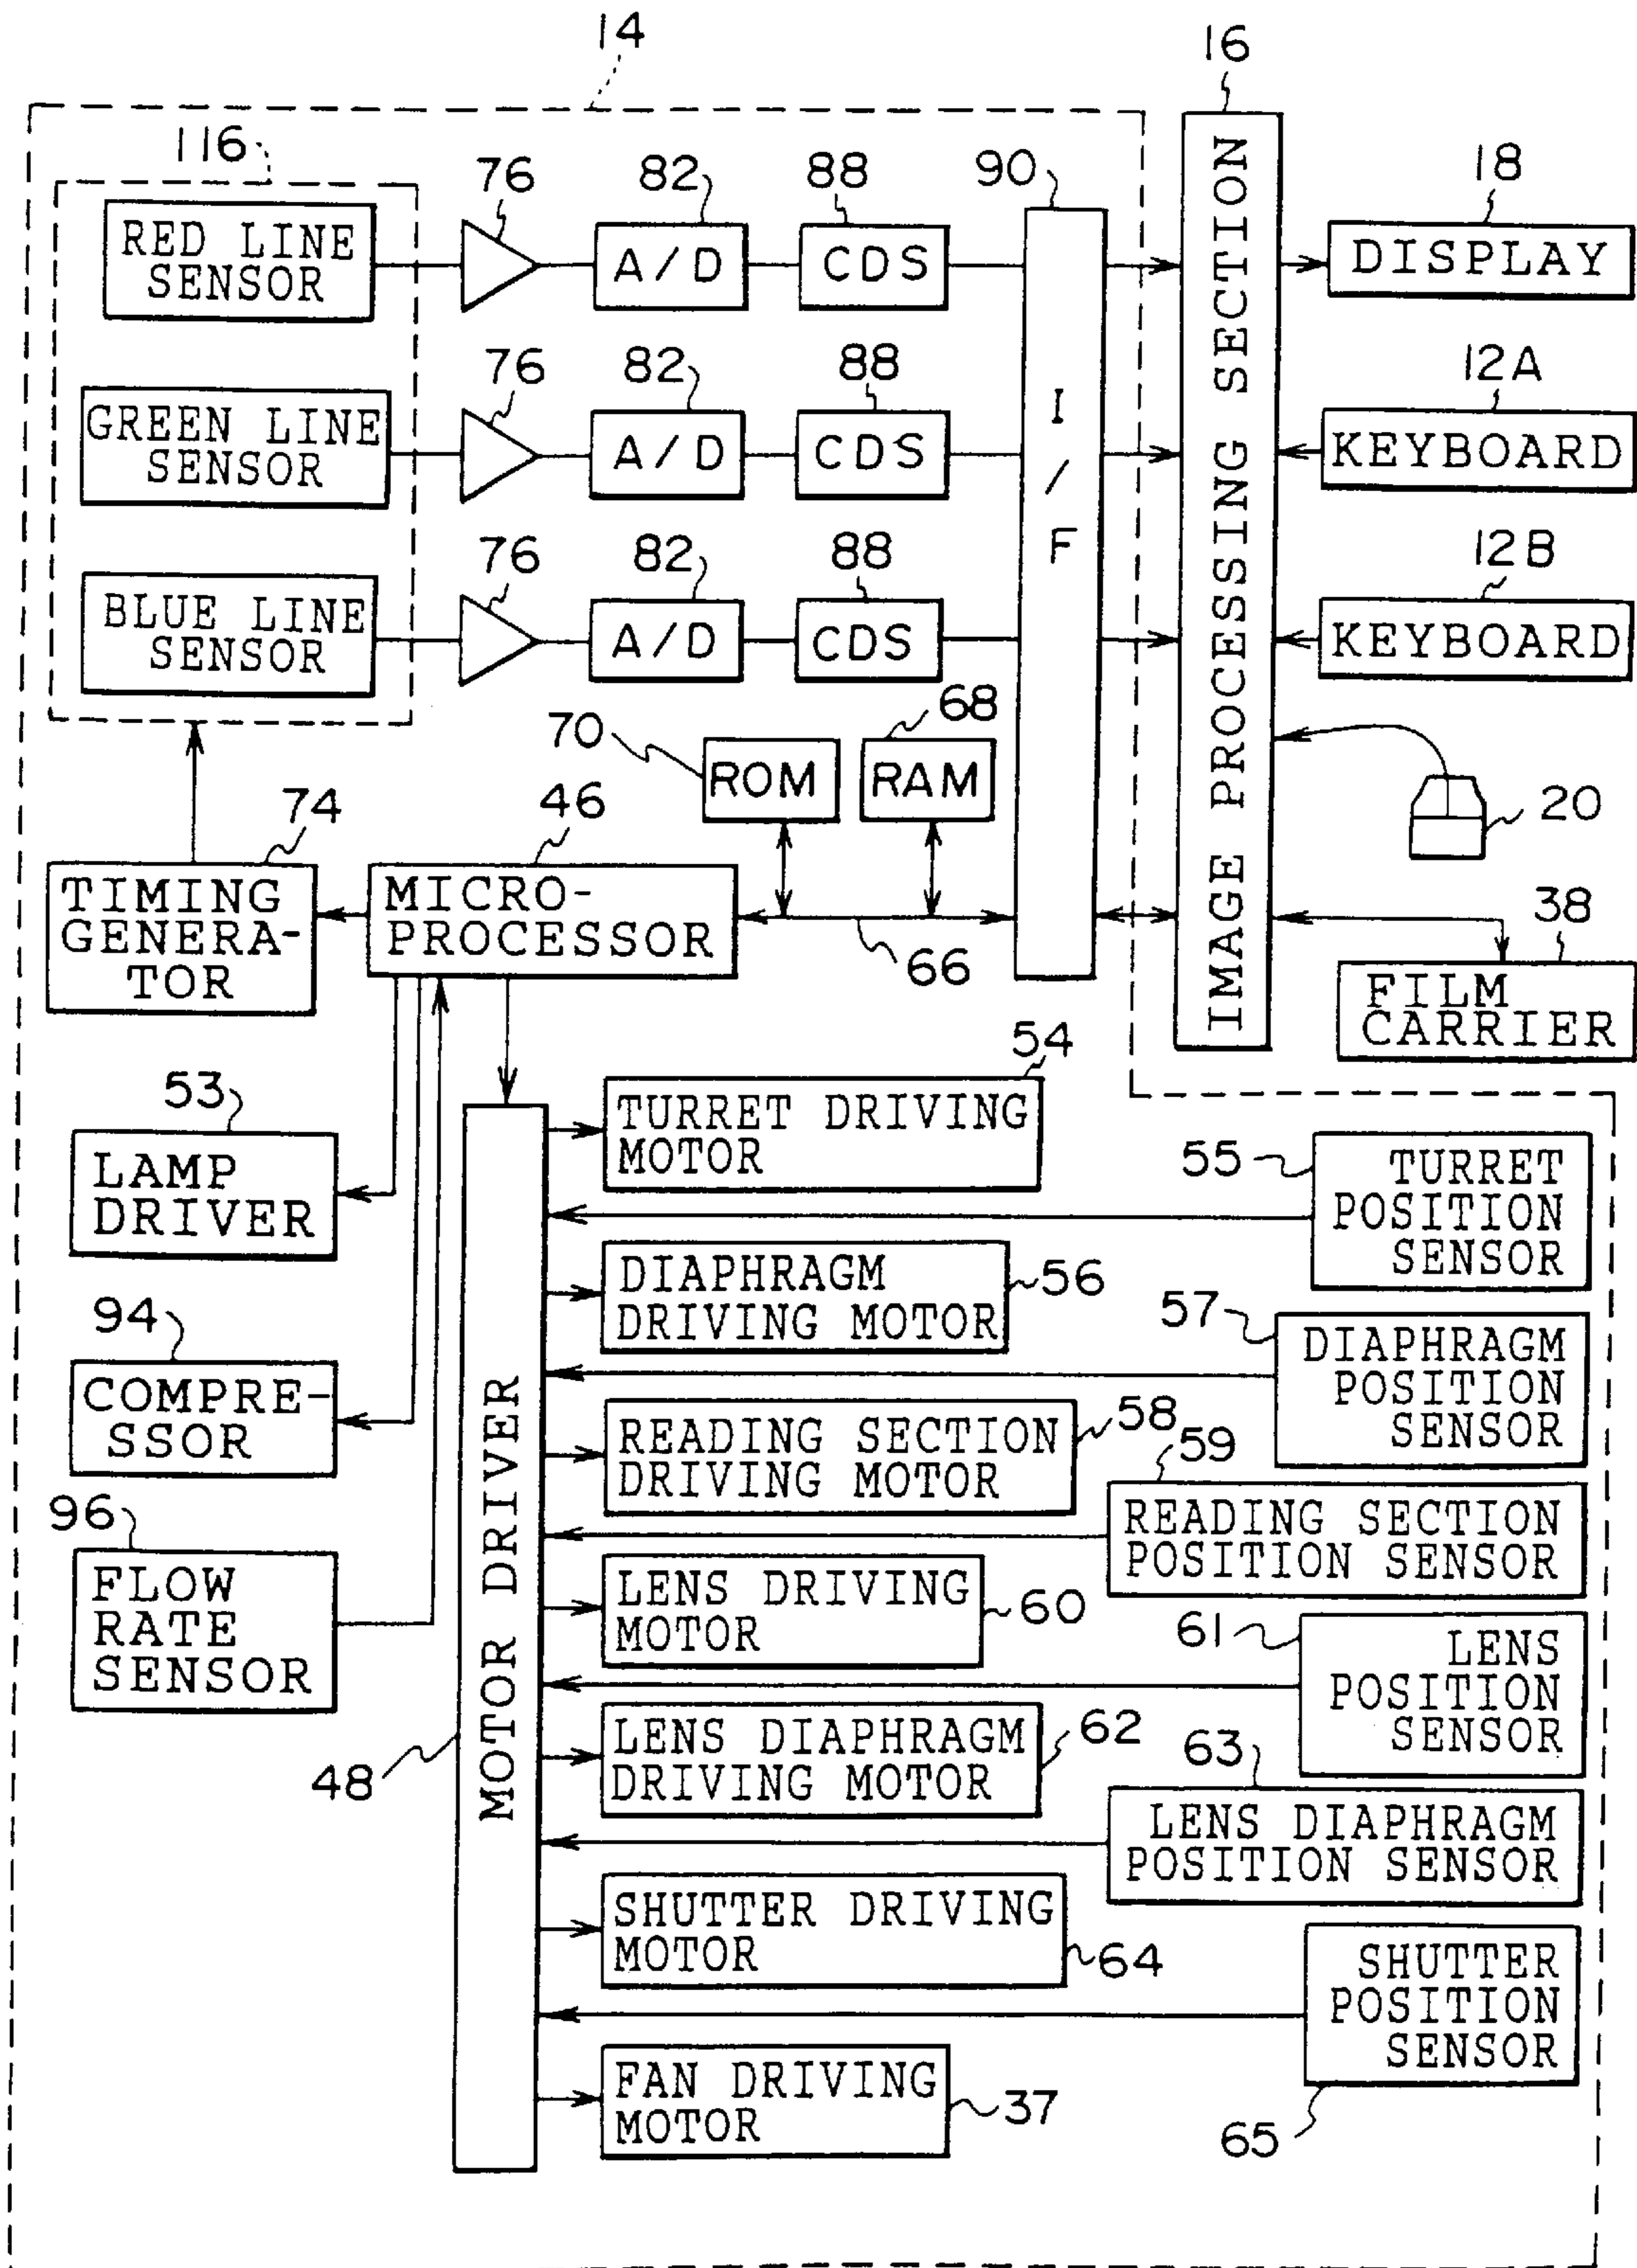 14
16
116
76
82
88
90
18
RED LINE
SENSOR
A/D
CDS
DISPLAY
76
82
88
12A
GREEN LINE
SENSOR
A/D
CDS
I
/
F
KEYBOARD
76
82
88
12B
BLUE LINE
SENSOR
A/D
CDS
KEYBOARD
IMAGE PROCESSING SECTION
70
68
ROM
RAM
20
74
46
TIMING
GENERA-
TOR
MICRO-
PROCESSOR
66
38
FILM
CARRIER
54
53
TURRET DRIVING
MOTOR
55
TURRET
POSITION
SENSOR
LAMP
DRIVER
DIAPHRAGM
DRIVING MOTOR
56
94
57
DIAPHRAGM
POSITION
SENSOR
COMPRE-
SSOR
READING SECTION
DRIVING MOTOR
58
59
READING SECTION
POSITION SENSOR
96
FLOW
RATE
SENSOR
LENS DRIVING
MOTOR
60
61
LENS
POSITION
SENSOR
MOTOR DRIVER
48
LENS DIAPHRAGM
DRIVING MOTOR
62
63
LENS DIAPHRAGM
POSITION SENSOR
SHUTTER DRIVING
MOTOR
64
SHUTTER
POSITION
SENSOR
65
FAN DRIVING
MOTOR
37